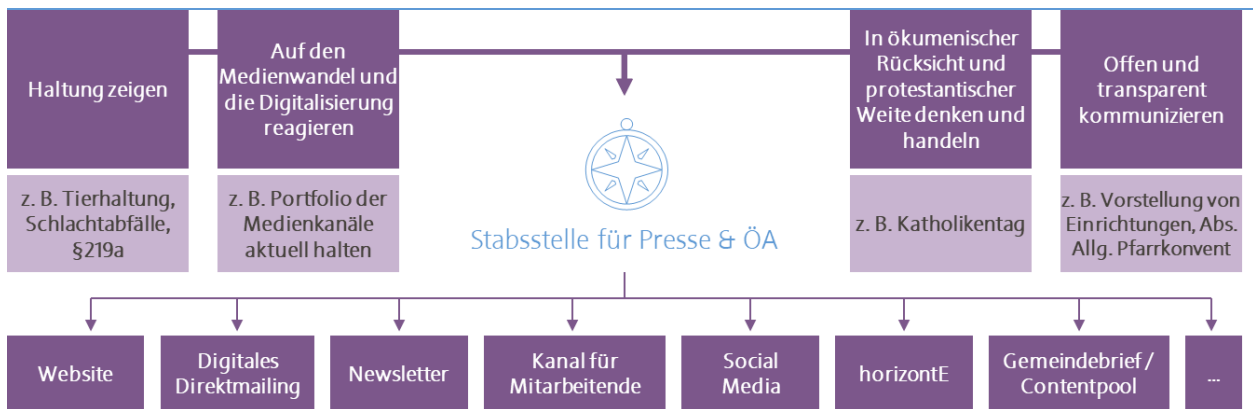 Haltung zeigen
Auf den
Medienwandel und
die Digitalisierung
reagieren
In ökumenischer
Rücksicht und
protestantischer
Weite denken und
handeln
Offen und
transparent
kommunizieren
z. B. Tierhaltung,
Schlachtabfälle,
§219a
z. B. Portfolio der
Medienkanäle
aktuell halten
Stabsstelle für Presse & ÖA
z. B. Katholikentag
z. B. Vorstellung von
Einrichtungen, Abs.
Allg. Pfarrkonvent
Website
Digitales
Direktmailing
Newsletter
Kanal für
Mitarbeitende
Social
Media
horizontE
Gemeindebrief /
Contentpool
...